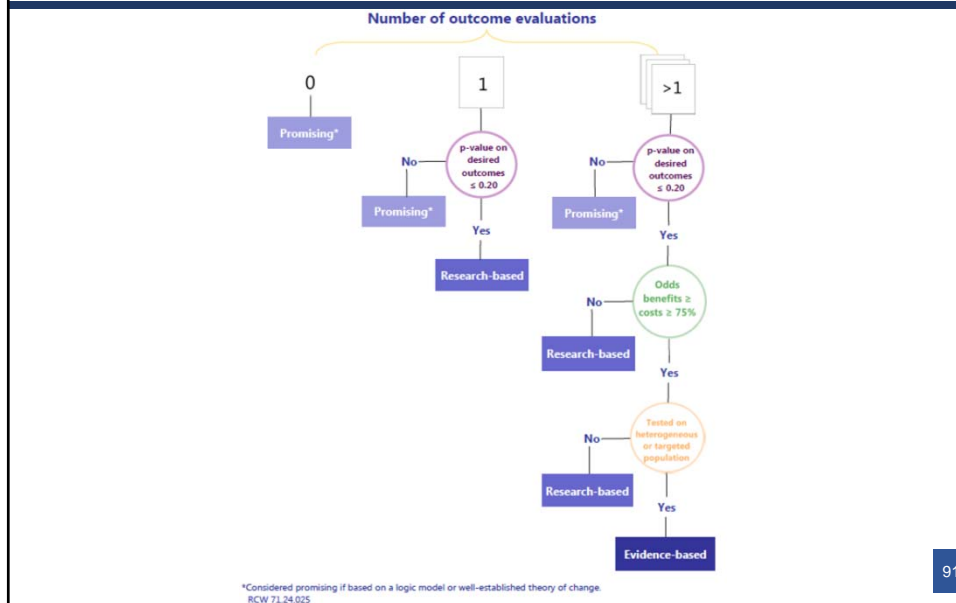 Number of outcome evaluations
0
1
>1
Promising*
p-value on
desired
outcomes
≤ 0.20
No
Promising*
Yes
Research-based
p-value on
desired
outcomes
≤ 0.20
No
Promising*
Yes
Odds
benefits ≥
costs ≥ 75%
No
Research-based
Yes
Tested on
heterogeneous
or targeted
population
No
Research-based
Yes
Evidence-based
*Considered promising if based on a logic model or well-established theory of change.
RCW 71.24.025
91